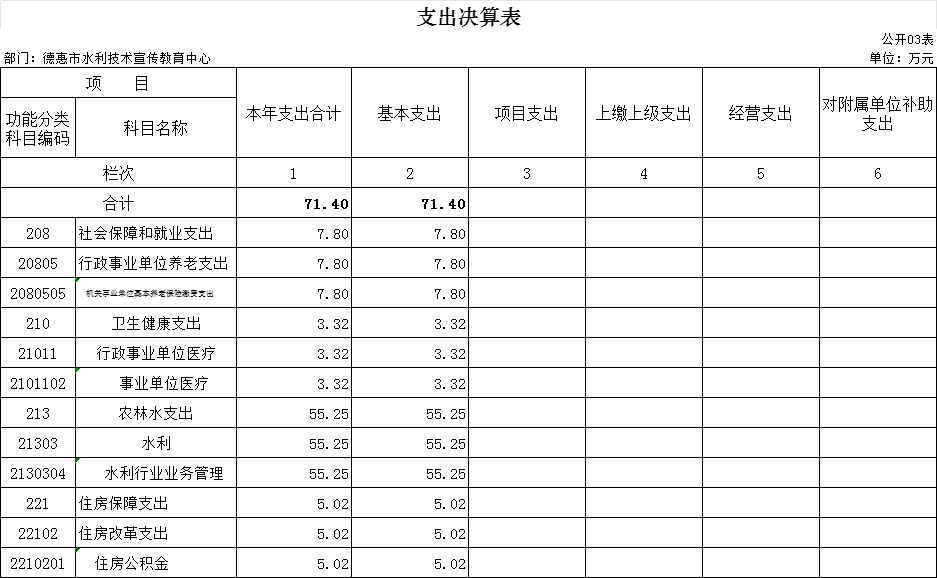 支出决算表
公开03表
部门：德惠市水利技术宣传教育中心 单位：万元
项 目 本年支出合计 基本支出 项目支出 上缴上级支出 经营支出 对附属单位补助支出
功能分类科目编码 科目名称
栏次 1 2 3 4 5 6
合计 71.40 71.40
208 社会保障和就业支出 7.80 7.80
20805 行政事业单位养老支出 7.80 7.80
2080505 机关事业单位基本养老保险缴费支出 7.80 7.80
210 卫生健康支出 3.32 3.32
21011 行政事业单位医疗 3.32 3.32
2101102 事业单位医疗 3.32 3.32
213 农林水支出 55.25 55.25
21303 水利 55.25 55.25
2130304 水利行业业务管理 55.25 55.25
221 住房保障支出 5.02 5.02
22102 住房改革支出 5.02 5.02
2210201 住房公积金 5.02 5.02